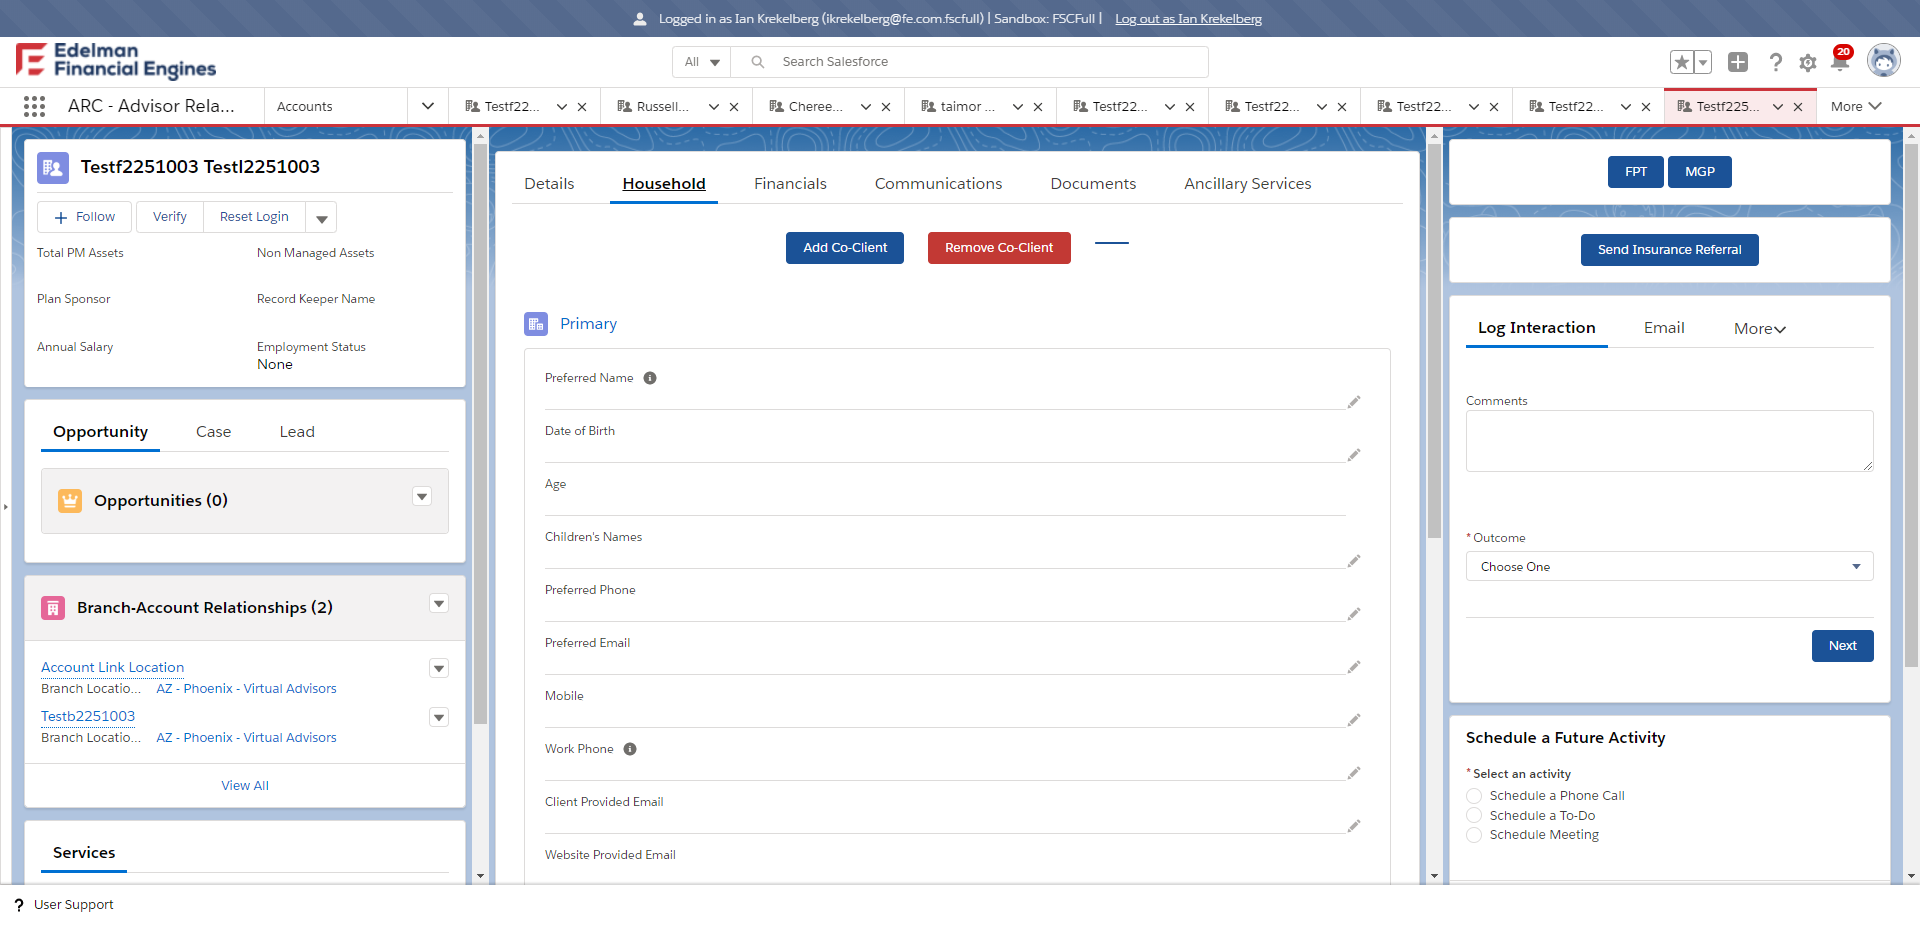 Logged in as Ian Krekelberg (ikrekelberg@fe.com.fscfull) | Sandbox: FSCFull | Log out as Ian Krekelberg
Edelman
Financial Engines
All
Search Salesforce
20
ARC - Advisor Rela...
Accounts
Testf22...
Russell...
Cheree...
taimor ...
Testf22...
Testf22...
Testf22...
Testf22...
Testf225...
More
Testf2251003 Testl2251003
Follow
Verify
Reset Login
Total PM Assets
Non Managed Assets
Plan Sponsor
Record Keeper Name
Annual Salary
Employment Status
None
Opportunity
Case
Lead
Opportunities (0)
Branch-Account Relationships (2)
Account Link Location
Branch Locatio...
AZ - Phoenix - Virtual Advisors
Testb2251003
Branch Locatio...
AZ - Phoenix - Virtual Advisors
View All
Services
Details
Household
Financials
Communications
Documents
Ancillary Services
Add Co-Client
Remove Co-Client
Primary
Preferred Name
Date of Birth
Age
Children's Names
Preferred Phone
Preferred Email
Mobile
Work Phone
Client Provided Email
Website Provided Email
FPT
MGP
Send Insurance Referral
Log Interaction
Email
More
Comments
* Outcome
Choose One
Next
Schedule a Future Activity
* Select an activity
Schedule a Phone Call
Schedule a To-Do
Schedule Meeting
? User Support